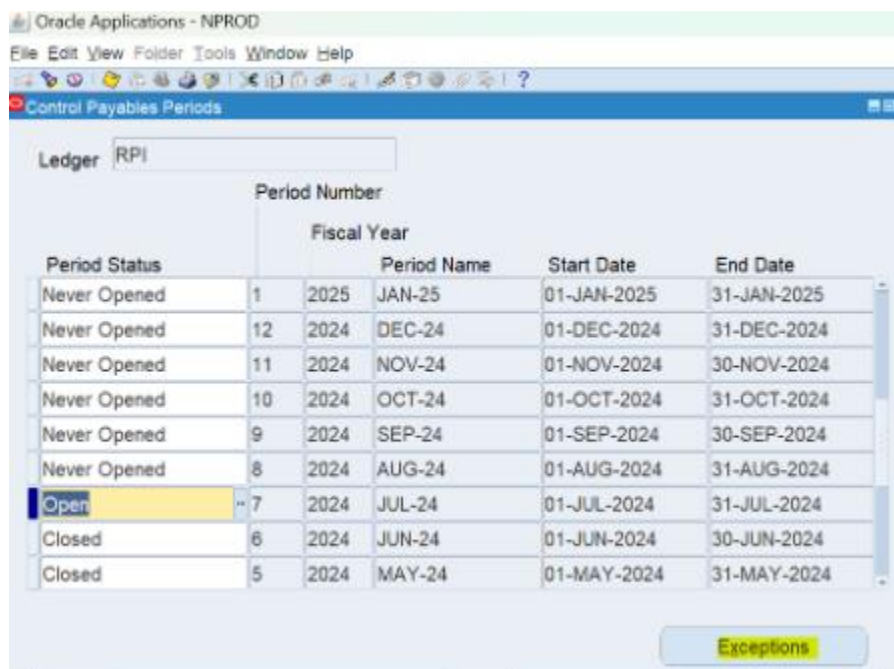 Oracle Applications - NPROD
File Edit View Folder Tools Window Help
?
Control Payables Periods
Ledger RPI
Period Number
Fiscal Year
Period Status Period Name Start Date End Date
Never Opened 1 2025 JAN-25 01-JAN-2025 31-JAN-2025
Never Opened 12 2024 DEC-24 01-DEC-2024 31-DEC-2024
Never Opened 11 2024 NOV-24 01-NOV-2024 30-NOV-2024
Never Opened 10 2024 OCT-24 01-OCT-2024 31-OCT-2024
Never Opened 9 2024 SEP-24 01-SEP-2024 30-SEP-2024
Never Opened 8 2024 AUG-24 01-AUG-2024 31-AUG-2024
Open 7 2024 JUL-24 01-JUL-2024 31-JUL-2024
Closed 6 2024 JUN-24 01-JUN-2024 30-JUN-2024
Closed 5 2024 MAY-24 01-MAY-2024 31-MAY-2024
Exceptions